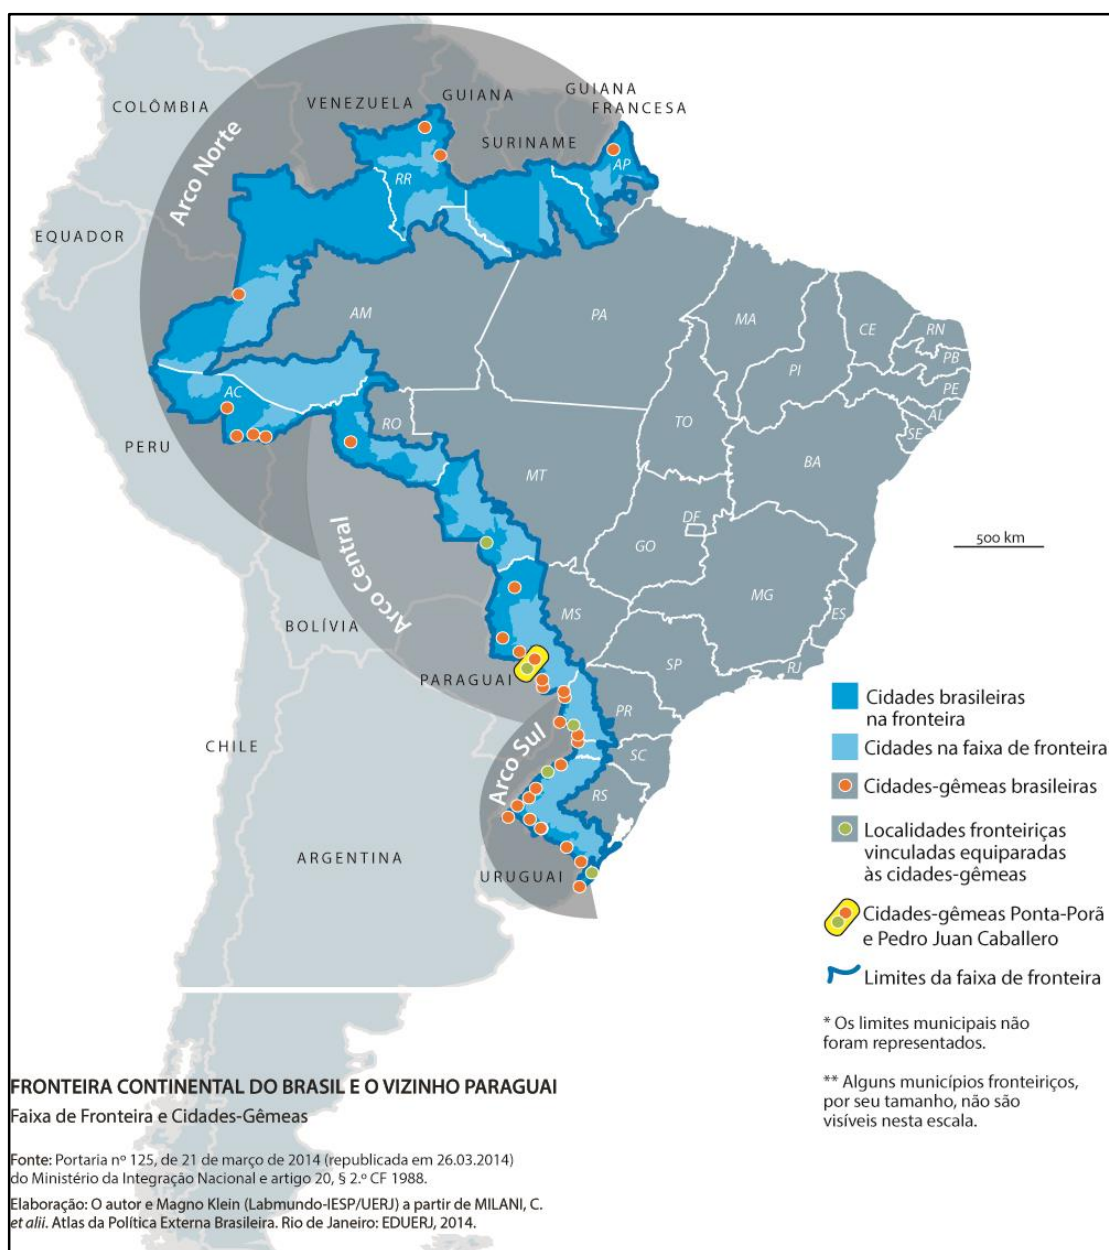 COLÔMBIA
VENEZUELA
GUIANA
GUIANA
FRANCESA
SURINAME
EQUADOR
PERU
BOLÍVIA
PARAGUAI
CHILE
ARGENTINA
URUGUAI
Arco Norte
Arco Central
Arco Sul
RR
AP
AM
PA
MA
CE
RN
PB
PE
AL
SE
PI
AC
RO
TO
BA
MT
DF
GO
MG
ES
MS
SP
RJ
PR
SC
RS
500 km
Cidades brasileiras
na fronteira
Cidades na faixa de fronteira
Cidades-gêmeas brasileiras
Localidades fronteiriças
vinculadas equiparadas
às cidades-gêmeas
Cidades-gêmeas Ponta-Porã
e Pedro Juan Caballero
Limites da faixa de fronteira
* Os limites municipais não
foram representados.
** Alguns municípios fronteiriços,
por seu tamanho, não são
visíveis nesta escala.
FRONTEIRA CONTINENTAL DO BRASIL E O VIZINHO PARAGUAI
Faixa de Fronteira e Cidades-Gêmeas
Fonte: Portaria nº 125, de 21 de março de 2014 (republicada em 26.03.2014)
do Ministério da Integração Nacional e artigo 20, § 2.º CF 1988.
Elaboração: O autor e Magno Klein (Labmundo-IESP/UERJ) a partir de MILANI, C.
et alii. Atlas da Política Externa Brasileira. Rio de Janeiro: EDUERJ, 2014.